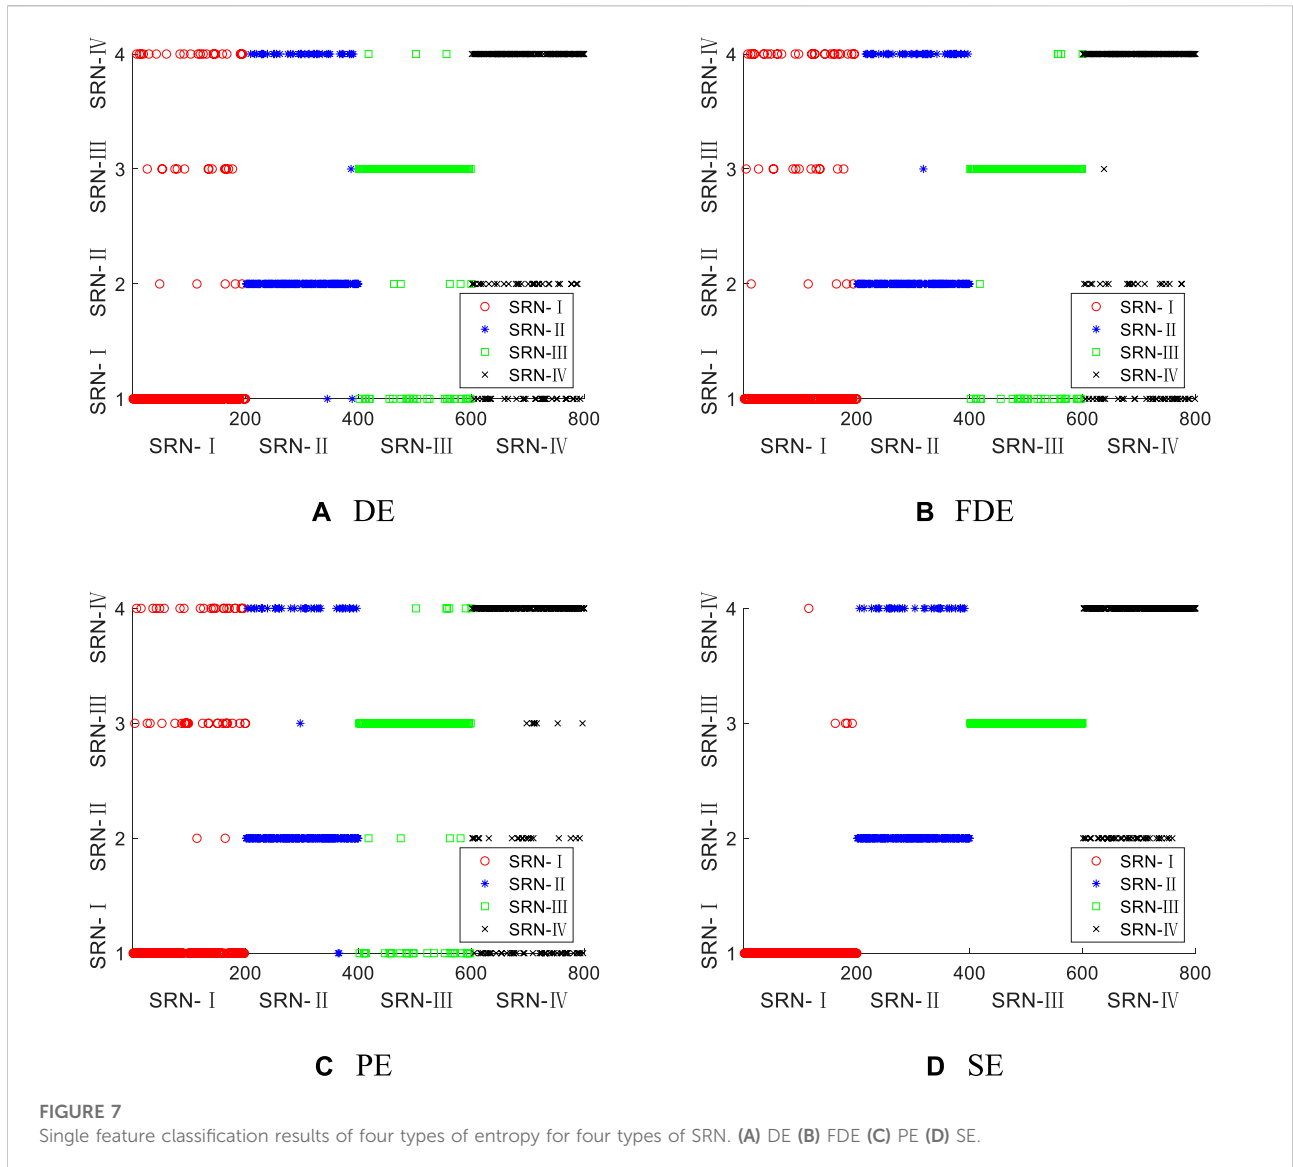 SRN-Ⅳ
SRN-Ⅲ
SRN-Ⅱ
SRN-Ⅰ
4
3
2
1
SRN-Ⅰ
SRN-Ⅱ
SRN-Ⅲ
SRN-Ⅳ
200 400 600 800
SRN-Ⅰ SRN-Ⅱ SRN-Ⅲ SRN-Ⅳ
A DE
SRN-Ⅳ
SRN-Ⅲ
SRN-Ⅱ
SRN-Ⅰ
4
3
2
1
SRN-Ⅰ
SRN-Ⅱ
SRN-Ⅲ
SRN-Ⅳ
200 400 600 800
SRN-Ⅰ SRN-Ⅱ SRN-Ⅲ SRN-Ⅳ
B FDE
SRN-Ⅳ
SRN-Ⅲ
SRN-Ⅱ
SRN-Ⅰ
4
3
2
1
SRN-Ⅰ
SRN-Ⅱ
SRN-Ⅲ
SRN-Ⅳ
200 400 600 800
SRN-Ⅰ SRN-Ⅱ SRN-Ⅲ SRN-Ⅳ
C PE
SRN-Ⅳ
SRN-Ⅲ
SRN-Ⅱ
SRN-Ⅰ
4
3
2
1
SRN-Ⅰ
SRN-Ⅱ
SRN-Ⅲ
SRN-Ⅳ
200 400 600 800
SRN-Ⅰ SRN-Ⅱ SRN-Ⅲ SRN-Ⅳ
D SE
FIGURE 7
Single feature classification results of four types of entropy for four types of SRN. (A) DE (B) FDE (C) PE (D) SE.